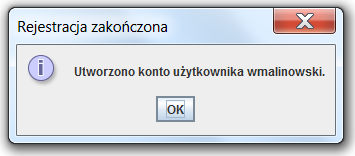 Rejestracja zakończona
Utworzono konto użytkownika wmalinowski.
OK